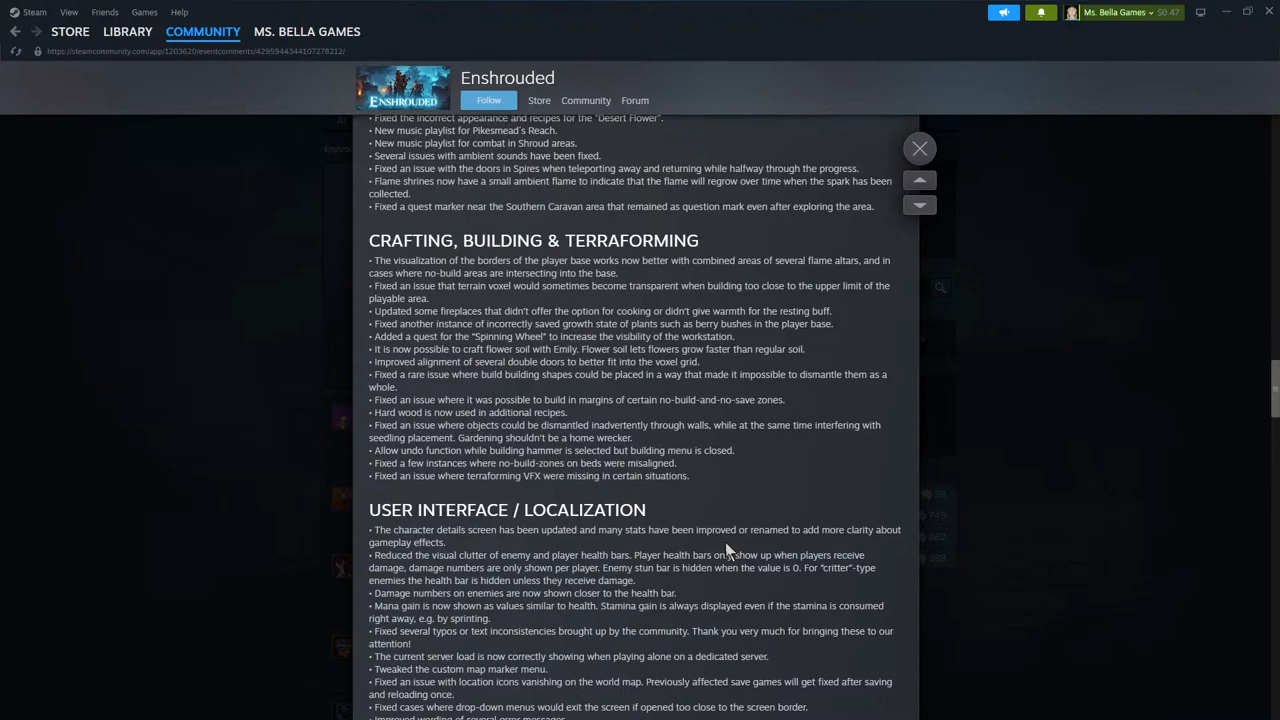 Steam View Friends Games Help
Ms. Bella Games $0.47
STORE LIBRARY COMMUNITY MS. BELLA GAMES
https://steamcommunity.com/app/1203620/eventcomments/4295944344107278212/
ENSHROUDED
Enshrouded
Follow Store Community Forum
• Fixed the incorrect appearance and recipes for the "Desert Flower".
• New music playlist for Pikesmead´s Reach.
• New music playlist for combat in Shroud areas.
• Several issues with ambient sounds have been fixed.
• Fixed an issue with the doors in Spires when teleporting away and returning while halfway through the progress.
• Flame shrines now have a small ambient flame to indicate that the flame will regrow over time when the spark has been
collected.
• Fixed a quest marker near the Southern Caravan area that remained as question mark even after exploring the area.
CRAFTING, BUILDING & TERRAFORMING
• The visualization of the borders of the player base works now better with combined areas of several flame altars, and in
cases where no-build areas are intersecting into the base.
• Fixed an issue that terrain voxel would sometimes become transparent when building too close to the upper limit of the
playable area.
• Updated some fireplaces that didn't offer the option for cooking or didn't give warmth for the resting buff.
• Fixed another instance of incorrectly saved growth state of plants such as berry bushes in the player base.
• Added a quest for the "Spinning Wheel" to increase the visibility of the workstation.
• It is now possible to craft flower soil with Emily. Flower soil lets flowers grow faster than regular soil.
• Improved alignment of several double doors to better fit into the voxel grid.
• Fixed a rare issue where build building shapes could be placed in a way that made it impossible to dismantle them as a
whole.
• Fixed an issue where it was possible to build in margins of certain no-build-and-no-save zones.
• Hard wood is now used in additional recipes.
• Fixed an issue where objects could be dismantled inadvertently through walls, while at the same time interfering with
seedling placement. Gardening shouldn't be a home wrecker.
• Allow undo function while building hammer is selected but building menu is closed.
• Fixed a few instances where no-build-zones on beds were misaligned.
• Fixed an issue where terraforming VFX were missing in certain situations.
USER INTERFACE / LOCALIZATION
• The character details screen has been updated and many stats have been improved or renamed to add more clarity about
gameplay effects.
• Reduced the visual clutter of enemy and player health bars. Player health bars only show up when players receive
damage, damage numbers are only shown per player. Enemy stun bar is hidden when the value is 0. For "critter"-type
enemies the health bar is hidden unless they receive damage.
• Damage numbers on enemies are now shown closer to the health bar.
• Mana gain is now shown as values similar to health. Stamina gain is always displayed even if the stamina is consumed
right away, e.g. by sprinting.
• Fixed several typos or text inconsistencies brought up by the community. Thank you very much for bringing these to our
attention!
• The current server load is now correctly showing when playing alone on a dedicated server.
• Tweaked the custom map marker menu.
• Fixed an issue with location icons vanishing on the world map. Previously affected save games will get fixed after saving
and reloading once.
• Fixed cases where drop-down menus would exit the screen if opened too close to the screen border.
• Improved wording of several error messages.